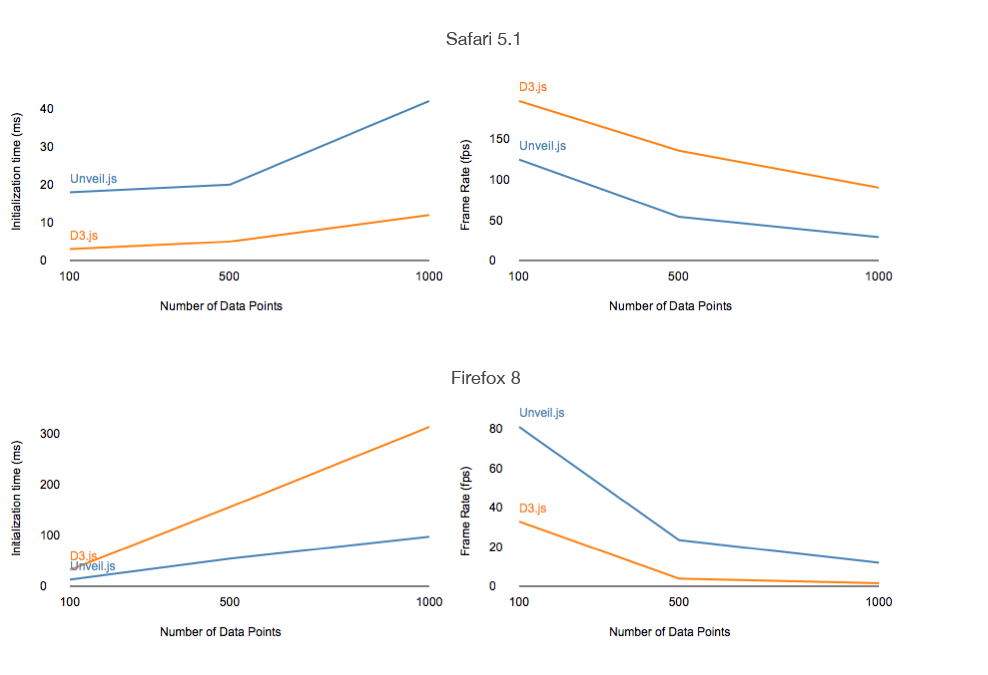 Safari 5.1
Initialization time (ms)
40
30
20
10
0
Unveil.js
D3.js
100 500 1000
Number of Data Points
Frame Rate (fps)
150
100
50
0
D3.js
Unveil.js
100 500 1000
Number of Data Points
Firefox 8
Initialization time (ms)
300
200
100
0
D3.js
Unveil.js
100 500 1000
Number of Data Points
Frame Rate (fps)
80
60
40
20
0
Unveil.js
D3.js
100 500 1000
Number of Data Points